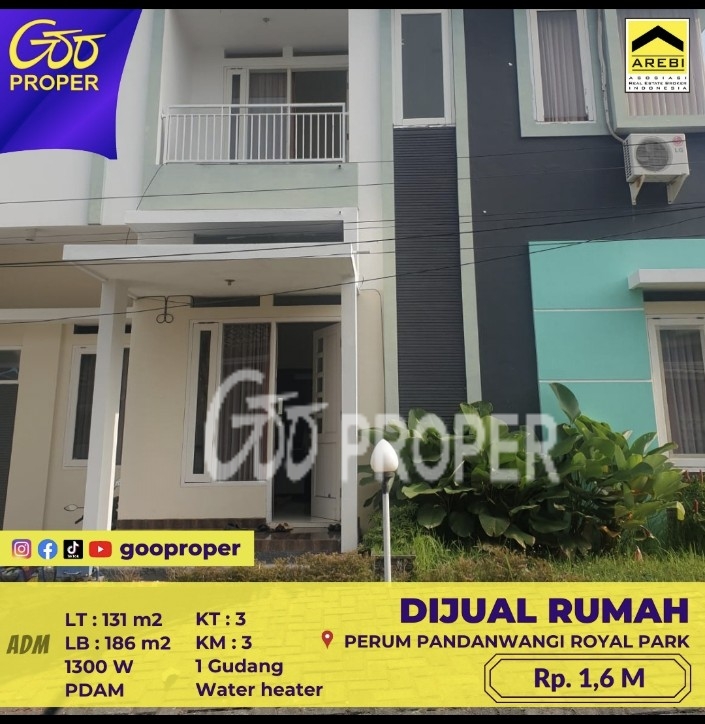 Goo
PROPER
AREBI
ASOSIASI
REAL ESTATE BROKER
INDONESIA
LG
Goo PROPER
gooproper
ADM
LT : 131 m2
LB : 186 m2
1300 W
PDAM
KT : 3
KM : 3
1 Gudang
Water heater
DIJUAL RUMAH
PERUM PANDANWANGI ROYAL PARK
Rp. 1,6 M